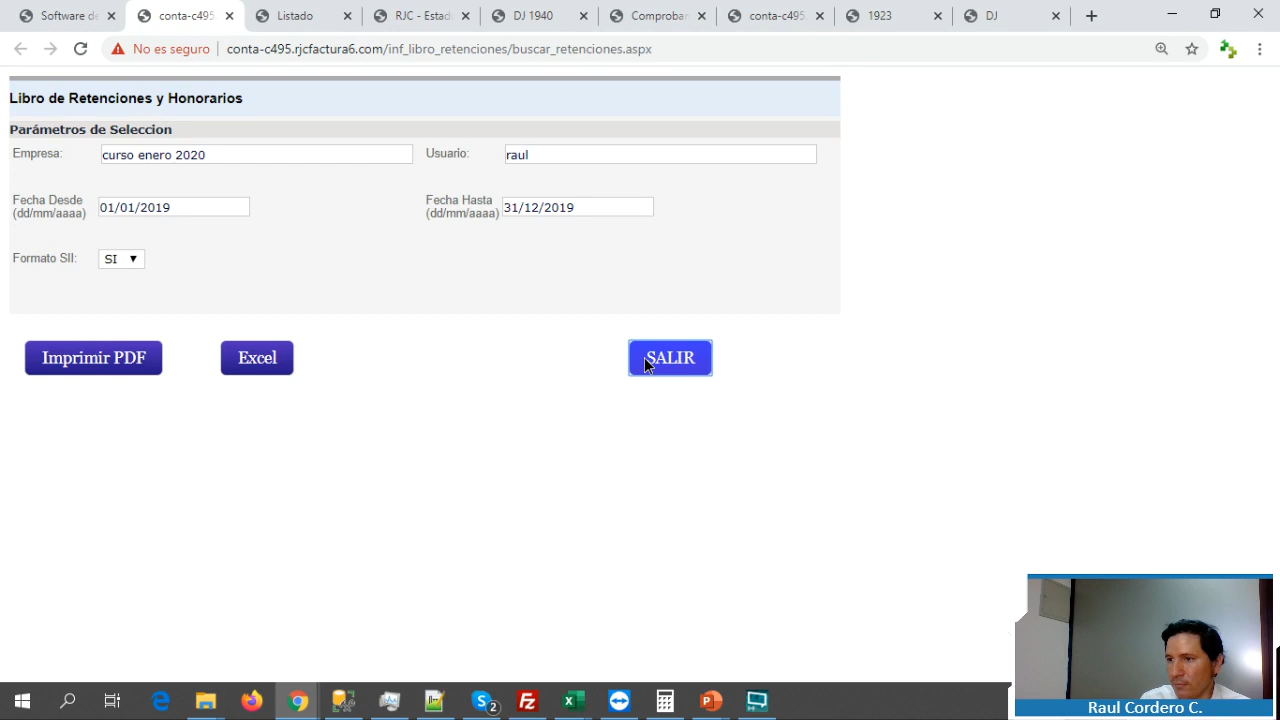 Software de
conta-c495.
Listado
RJC - Estad
DJ 1940
Comproban
conta-c495.
1923
DJ
No es seguro
conta-c495.rjcfactura6.com/inf_libro_retenciones/buscar_retenciones.aspx
Libro de Retenciones y Honorarios
Parámetros de Seleccion
Empresa: curso enero 2020 Usuario: raul
Fecha Desde (dd/mm/aaaa) 01/01/2019 Fecha Hasta (dd/mm/aaaa) 31/12/2019
Formato SII: SI
Imprimir PDF Excel SALIR
2
Raul Cordero C.